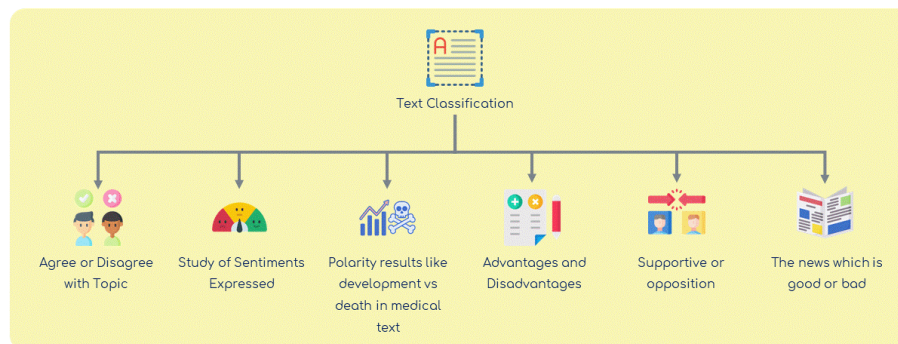 A
Text Classification
Agree or Disagree
with Topic
Study of Sentiments
Expressed
Polarity results like
development vs
death in medical
text
Advantages and
Disadvantages
Supportive or
opposition
The news which is
good or bad